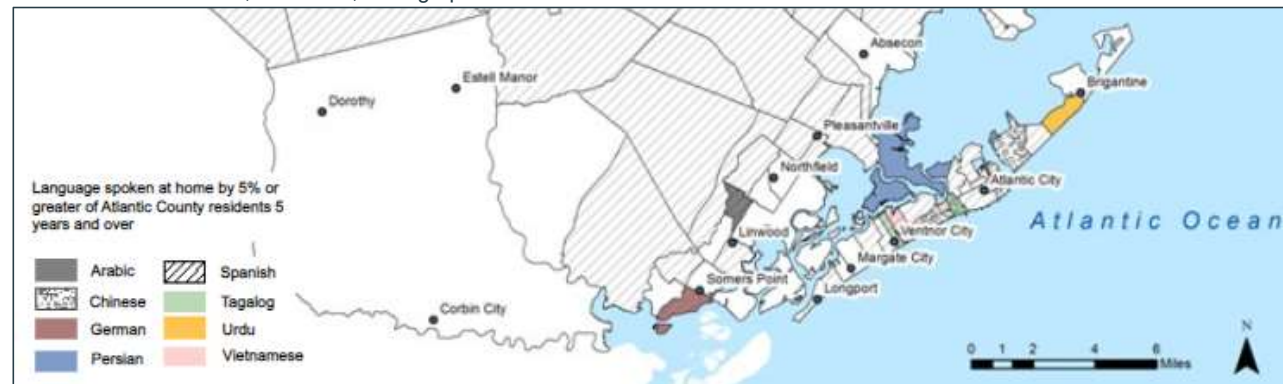 Absecon
Estell Manor
Brigantine
Dorothy
Pleasantville
Northfield
Atlantic City
Language spoken at home by 5% or
greater of Atlantic County residents 5
years and over
Atlantic Ocean
Linwood
Ventnor City
Margate City
Arabic
Spanish
Somers Point
Longport
Chinese
Tagalog
German
Urdu
Corbin City
Persian
Vietnamese
N
0 1 2 4 6
Miles